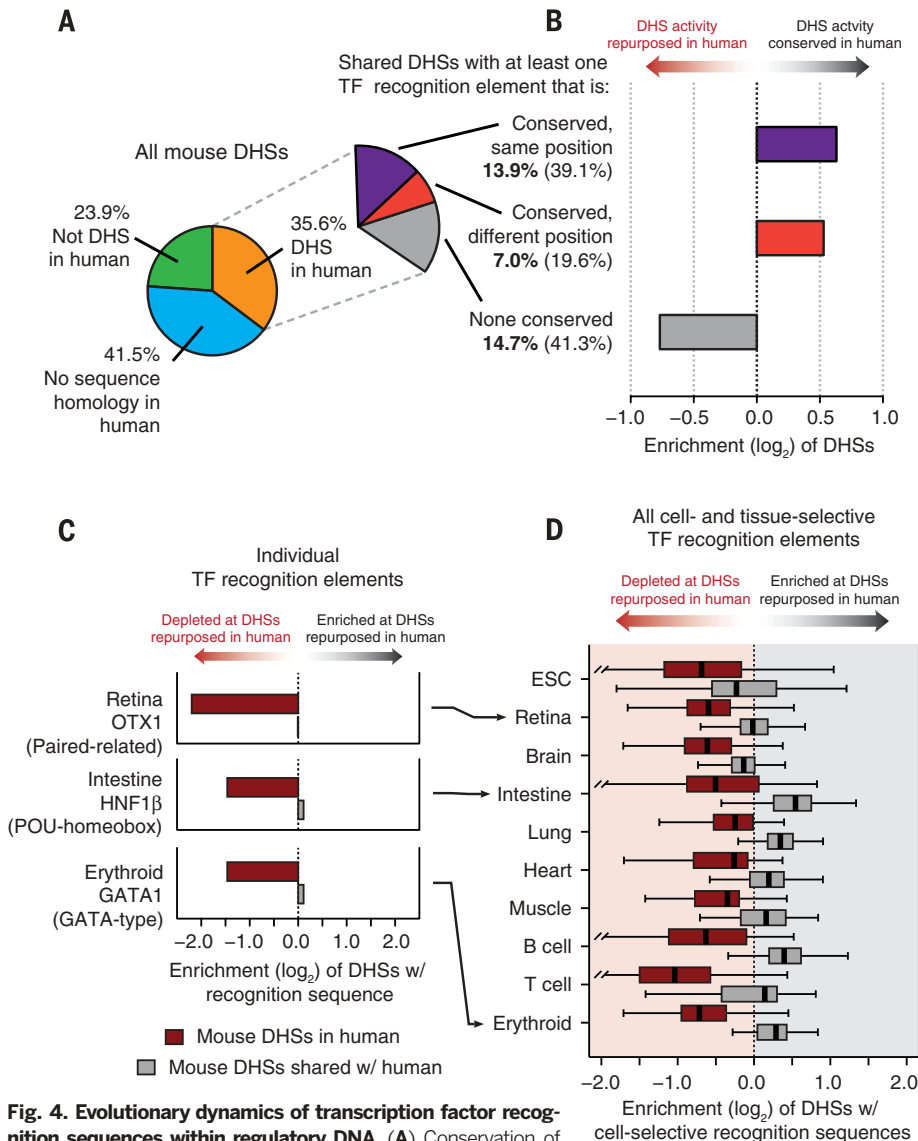 A
Shared DHSs with at least one
TF recognition element that is:
All mouse DHSs
23.9%
Not DHS
in human
35.6%
DHS
in human
41.5%
No sequence
homology in
human
Conserved,
same position
13.9% (39.1%)
Conserved,
different position
7.0% (19.6%)
None conserved
14.7% (41.3%)
B
DHS activity
repurposed in human
DHS activity
conserved in human
−1.0 −0.5 0.0 0.5 1.0
Enrichment (log2) of DHSs
C
Individual
TF recognition elements
Depleted at DHSs
repurposed in human
Enriched at DHSs
repurposed in human
Retina
OTX1
(Paired-related)
Intestine
HNF1β
(POU-homeobox)
Erythroid
GATA1
(GATA-type)
−2.0 −1.0 0.0 1.0 2.0
Enrichment (log2) of DHSs w/
recognition sequence
Mouse DHSs in human
Mouse DHSs shared w/ human
D
All cell- and tissue-selective
TF recognition elements
Depleted at DHSs
repurposed in human
Enriched at DHSs
repurposed in human
ESC
Retina
Brain
Intestine
Lung
Heart
Muscle
B cell
T cell
Erythroid
−2.0 −1.0 0.0 1.0 2.0
Enrichment (log2) of DHSs w/
cell-selective recognition sequences
Fig. 4. Evolutionary dynamics of transcription factor recog-
nition sequences within regulatory DNA. (A) Conservation of